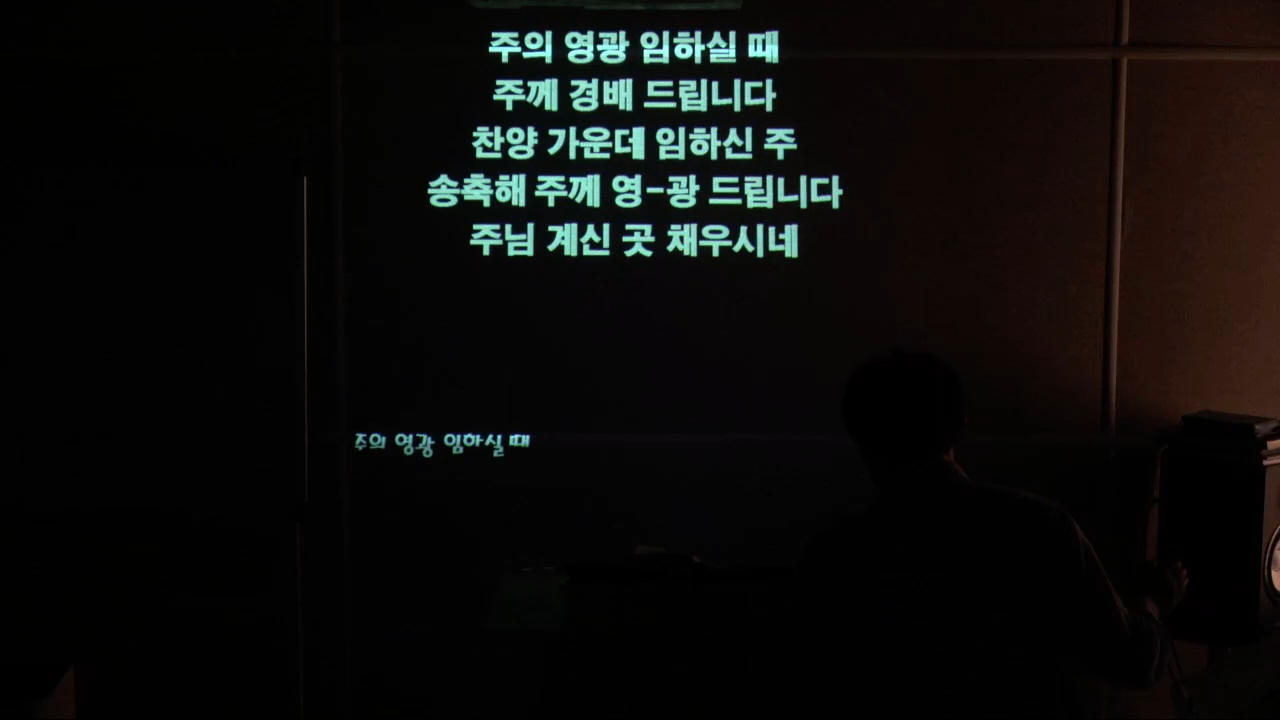 주의 영광 임하실 때
주께 경배 드립니다
찬양 가운데 임하신 주
송축해 주께 영-광 드립니다
주님 계신 곳 채우시네
주의 영광 임하실 때